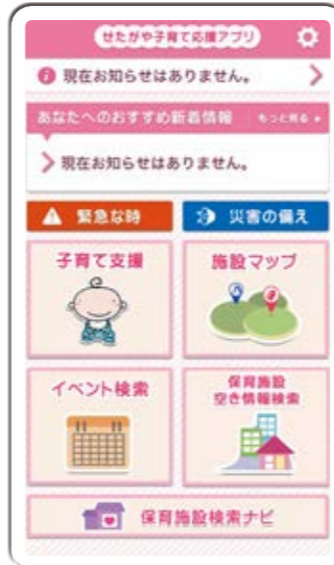 せたがや子育て応援アプリ
現在お知らせはありません。
あなたへのおすすめ新着情報 もっと見る
現在お知らせはありません。
緊急な時 災害の備え
子育て支援 施設マップ
イベント検索 保育施設
空き情報検索
保育施設検索ナビ